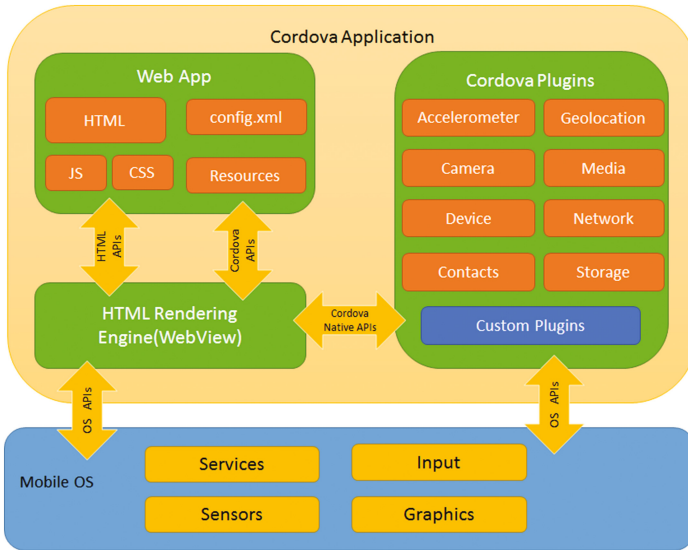 Cordova Application
Web App
HTML
config.xml
JS
CSS
Resources
HTML
APIs
Cordova
APIs
HTML Rendering
Engine(WebView)
Cordova
Native APIs
Cordova Plugins
Accelerometer
Geolocation
Camera
Media
Device
Network
Contacts
Storage
Custom Plugins
OS APIs
OS APIs
Mobile OS
Services
Input
Sensors
Graphics